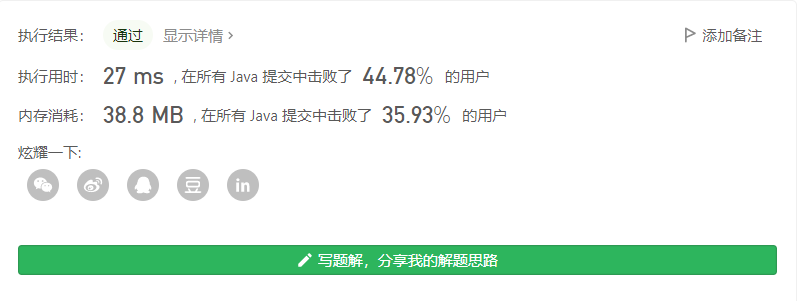 执行结果： 通过 显示详情 › 添加备注
执行用时： 27 ms ，在所有 Java 提交中击败了 44.78% 的用户
内存消耗： 38.8 MB ，在所有 Java 提交中击败了 35.93% 的用户
炫耀一下:
豆 in
写题解，分享我的解题思路